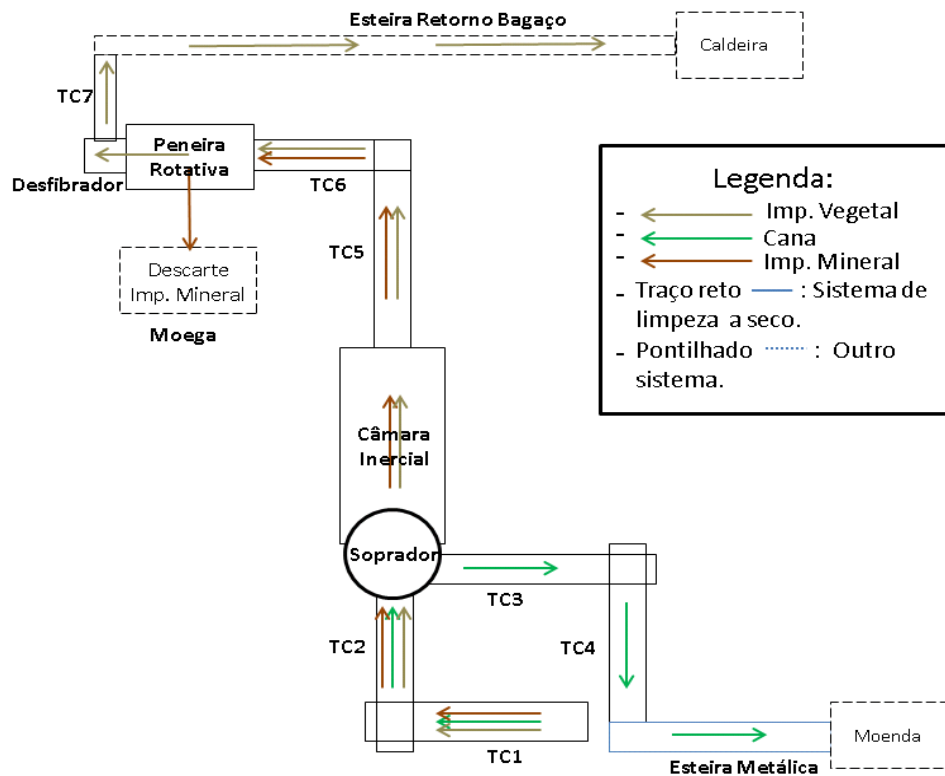 Esteira Retorno Bagaço
Caldeira
TC7
Peneira
Rotativa
Desfibrador
TC6
Descarte
Imp. Mineral
Moega
TC5
Legenda:
- Imp. Vegetal
- Cana
- Imp. Mineral
- Traço reto : Sistema de
limpeza a seco.
- Pontilhado : Outro
sistema.
Câmara
Inercial
Soprador
TC3
TC2
TC4
TC1
Moenda
Esteira Metálica